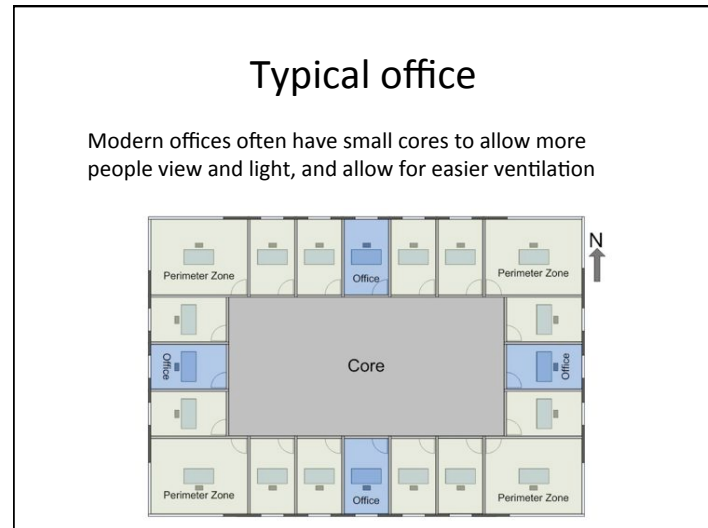 Typical office
Modern offices often have small cores to allow more
people view and light, and allow for easier ventilation
N
Perimeter Zone
Office
Perimeter Zone
Office
Core
Office
Perimeter Zone
Office
Perimeter Zone